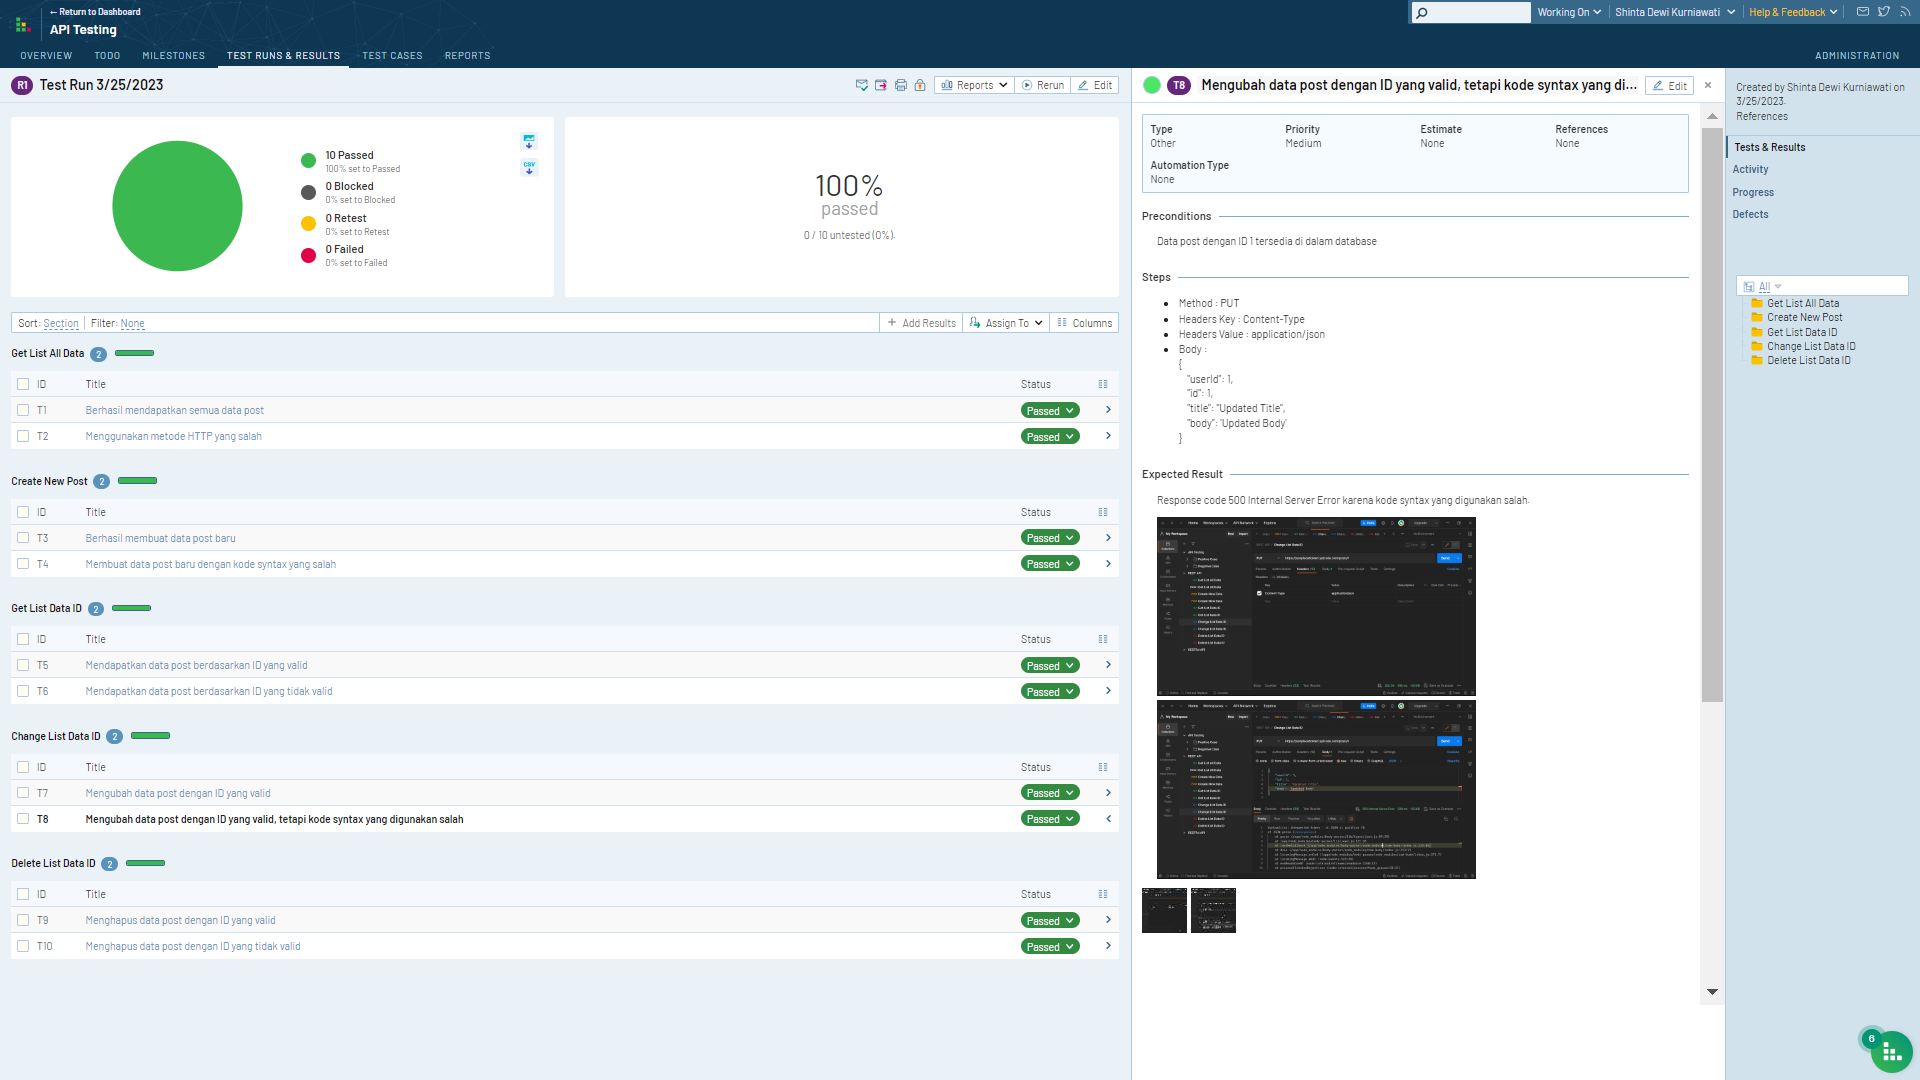 ← Return to Dashboard
API Testing
Working On
Shinta Dewi Kurniawati
Help & Feedback
OVERVIEW
TODO
MILESTONES
TEST RUNS & RESULTS
TEST CASES
REPORTS
ADMINISTRATION
R1 Test Run 3/25/2023
Reports
Rerun
Edit
10 Passed
100% set to Passed
0 Blocked
0% set to Blocked
0 Retest
0% set to Retest
0 Failed
0% set to Failed
CSV
100%
passed
0 / 10 untested (0%).
Sort: Section
Filter: None
Add Results
Assign To
Columns
Get List All Data 2
ID Title Status
T1 Berhasil mendapatkan semua data post Passed
T2 Menggunakan metode HTTP yang salah Passed
Create New Post 2
ID Title Status
T3 Berhasil membuat data post baru Passed
T4 Membuat data post baru dengan kode syntax yang salah Passed
Get List Data ID 2
ID Title Status
T5 Mendapatkan data post berdasarkan ID yang valid Passed
T6 Mendapatkan data post berdasarkan ID yang tidak valid Passed
Change List Data ID 2
ID Title Status
T7 Mengubah data post dengan ID yang valid Passed
T8 Mengubah data post dengan ID yang valid, tetapi kode syntax yang digunakan salah Passed
Delete List Data ID 2
ID Title Status
T9 Menghapus data post dengan ID yang valid Passed
T10 Menghapus data post dengan ID yang tidak valid Passed
T8 Mengubah data post dengan ID yang valid, tetapi kode syntax yang di...
Edit
×
Type Priority Estimate References
Other Medium None None
Automation Type
None
Preconditions
Data post dengan ID 1 tersedia di dalam database
Steps
Method : PUT
Headers Key : Content-Type
Headers Value : application/json
Body :
{
"userId": 1,
"id": 1,
"title": "Updated Title",
"body": 'Updated Body'
}
Expected Result
Response code 500 Internal Server Error karena kode syntax yang digunakan salah.
Created by Shinta Dewi Kurniawati on
3/25/2023.
References
Tests & Results
Activity
Progress
Defects
All
Get List All Data
Create New Post
Get List Data ID
Change List Data ID
Delete List Data ID
6